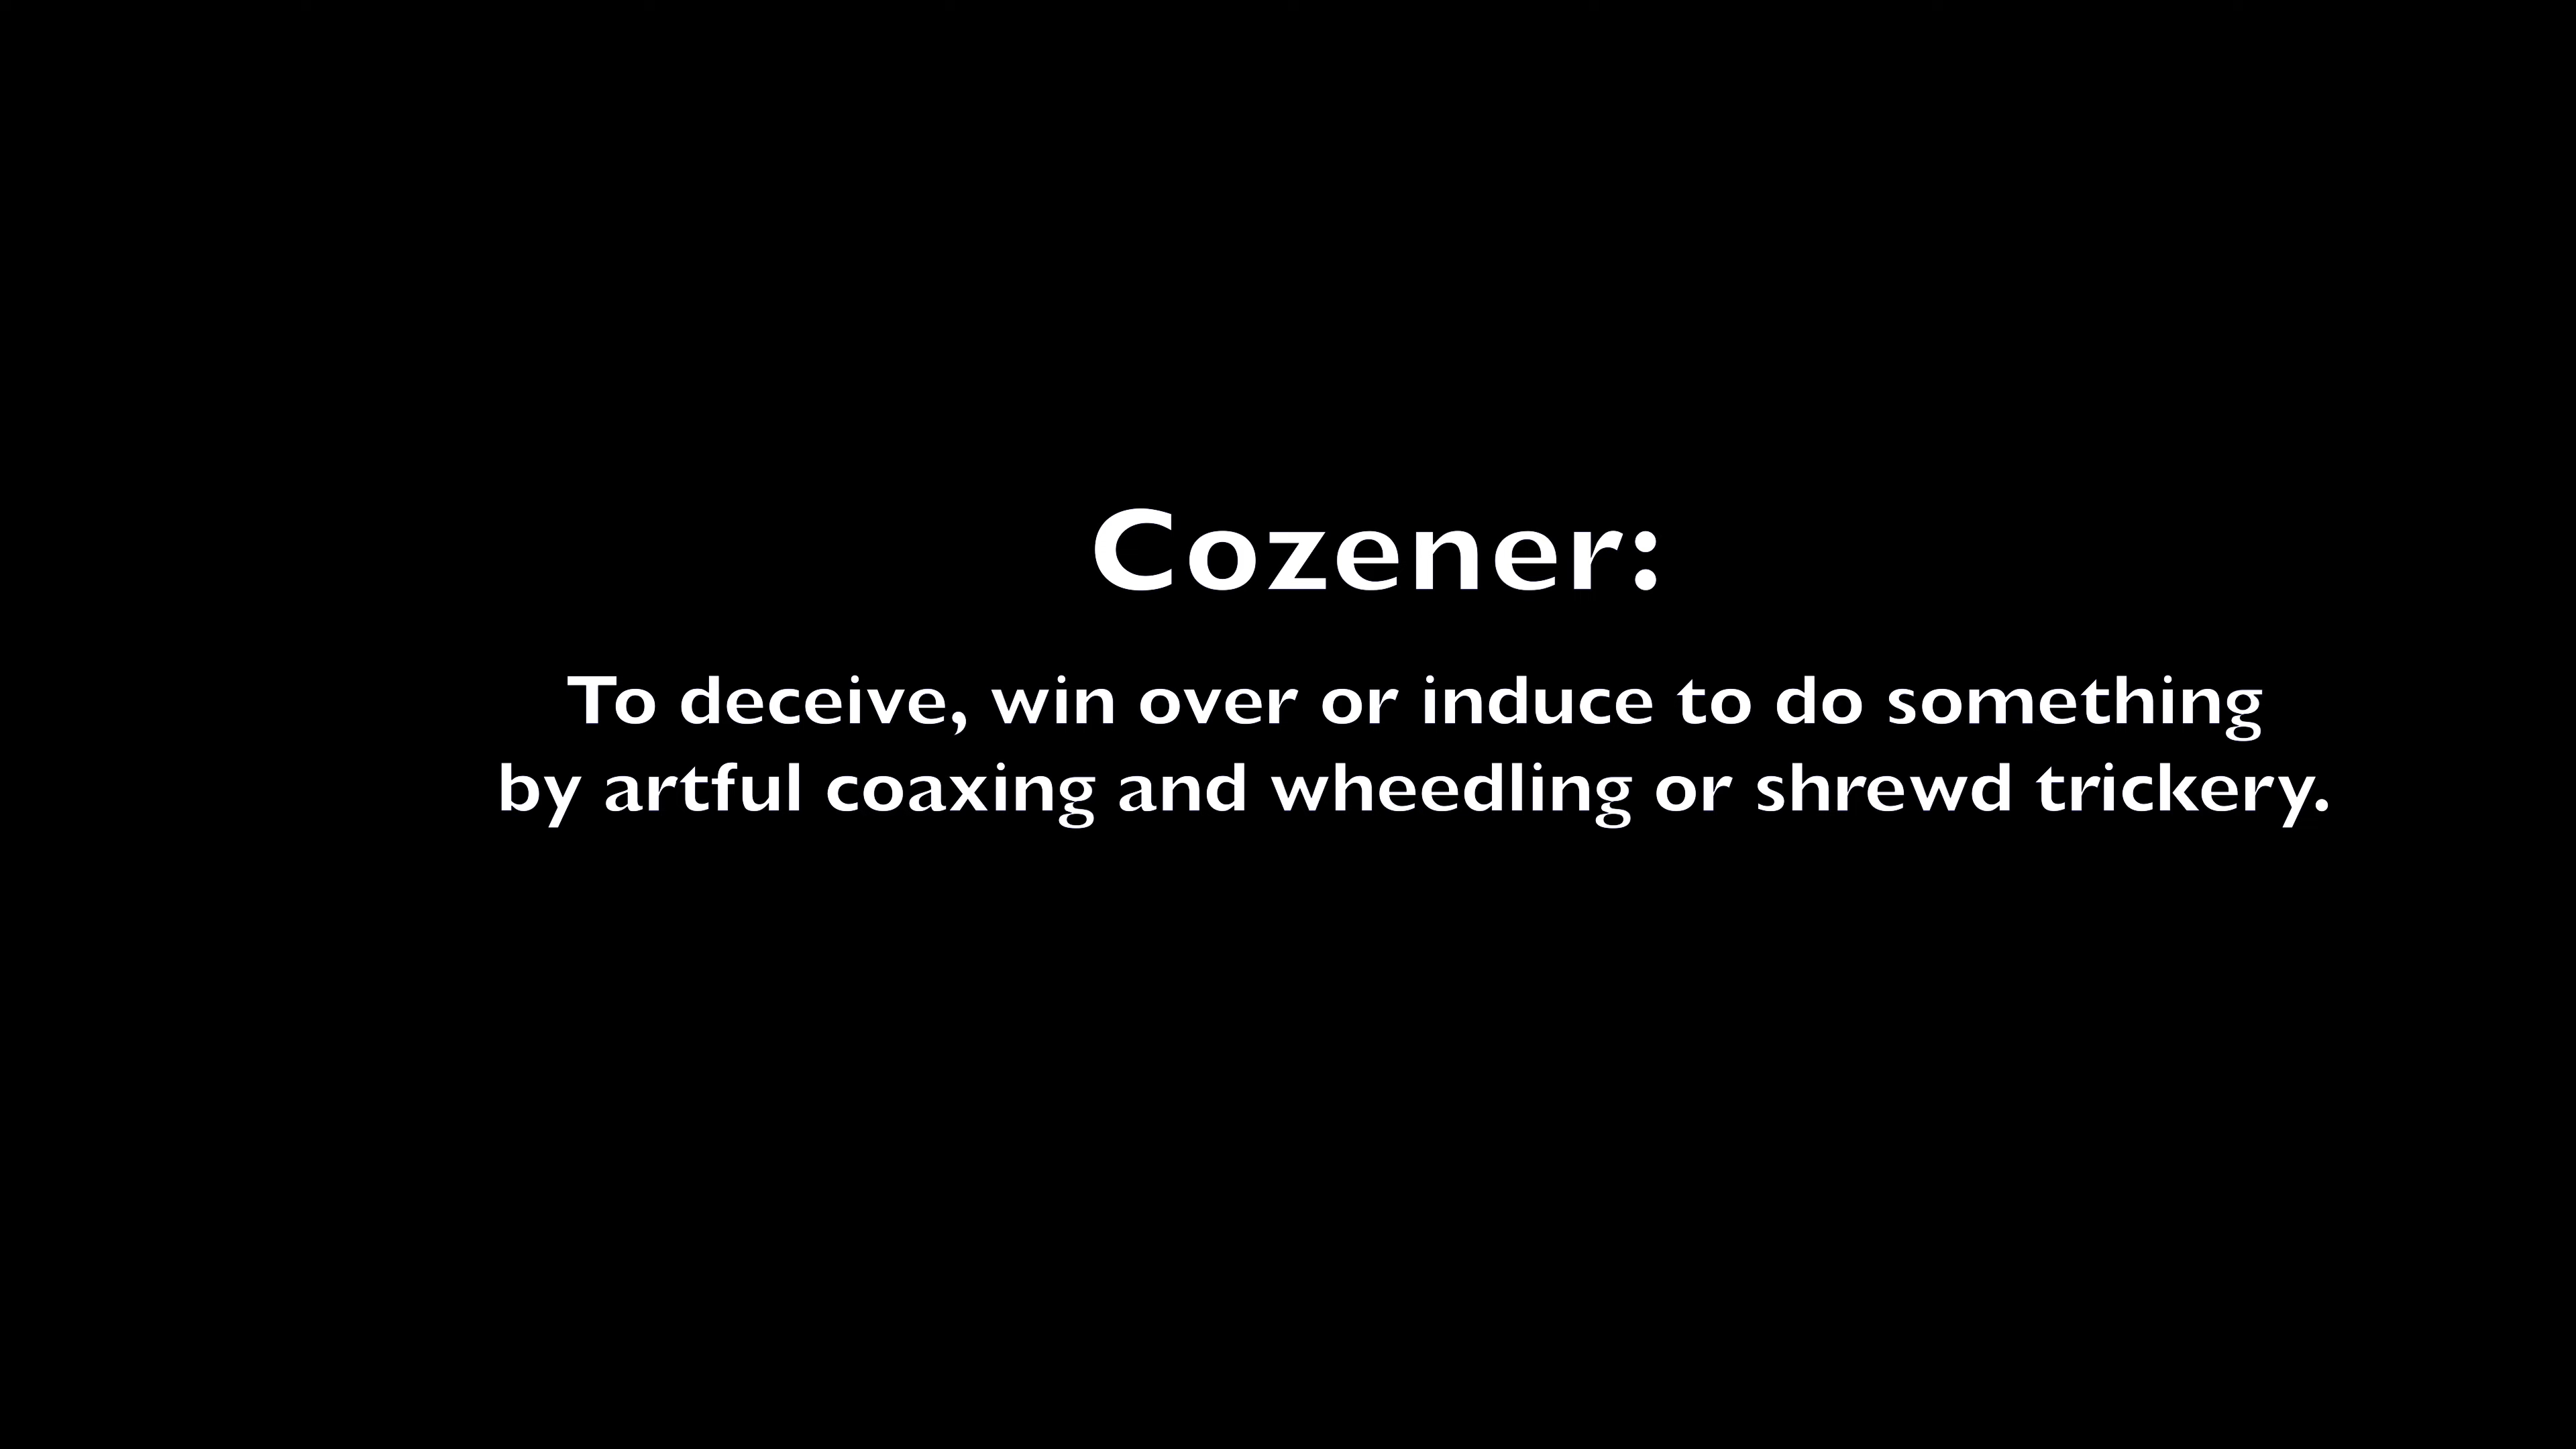 Cozener:
To deceive, win over or induce to do something
by artful coaxing and wheedling or shrewd trickery.